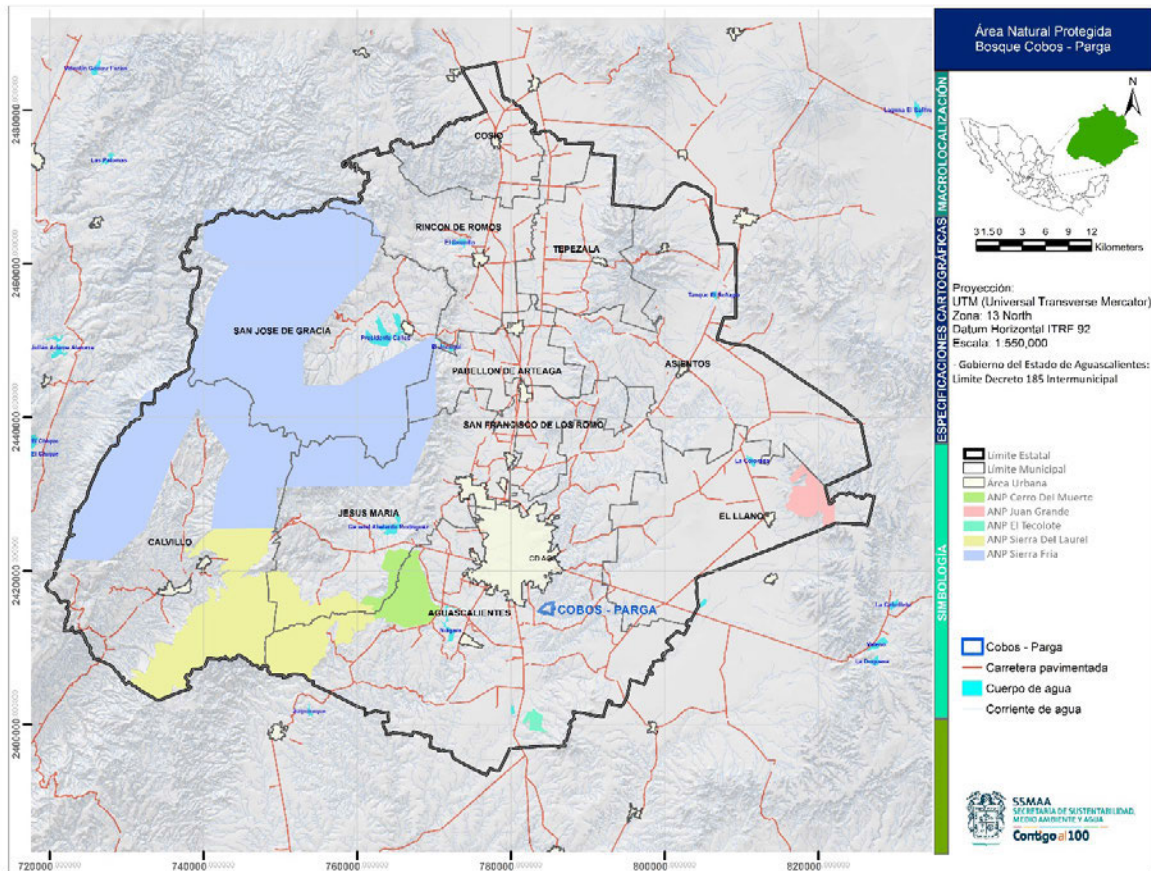 Área Natural Protegida
Bosque Cobos - Parga
MACROLOCALIZACIÓN
N
3 1.5 0 3 6 9 12
Kilometers
ESPECIFICACIONES CARTOGRÁFICAS
Proyección:
UTM (Universal Transverse Mercator)
Zona: 13 North
Datum Horizontal ITRF 92
Escala: 1:550,000
- Gobierno del Estado de Aguascalientes:
Limite Decreto 185 Intermunicipal
SIMBOLOGÍA
Límite Estatal
Límite Municipal
Área Urbana
ANP Cerro Del Muerto
ANP Juan Grande
ANP El Tecolote
ANP Sierra Del Laurel
ANP Sierra Fría
Cobos - Parga
Carretera pavimentada
Cuerpo de agua
Corriente de agua
SSMAA
SECRETARÍA DE SUSTENTABILIDAD,
MEDIO AMBIENTE Y AGUA
Contigo al 100
COSIO
RINCON DE ROMOS
TEPEZALA
SAN JOSE DE GRACIA
Presidente Calles
PABELLON DE ARTEAGA
ASIENTOS
SAN FRANCISCO DE LOS ROMO
JESUS MARIA
EL LLANO
CALVILLO
AGUASCALIENTES
COBOS - PARGA
2480000
2460000
2440000
2420000
2400000
720000
740000
760000
780000
800000
820000